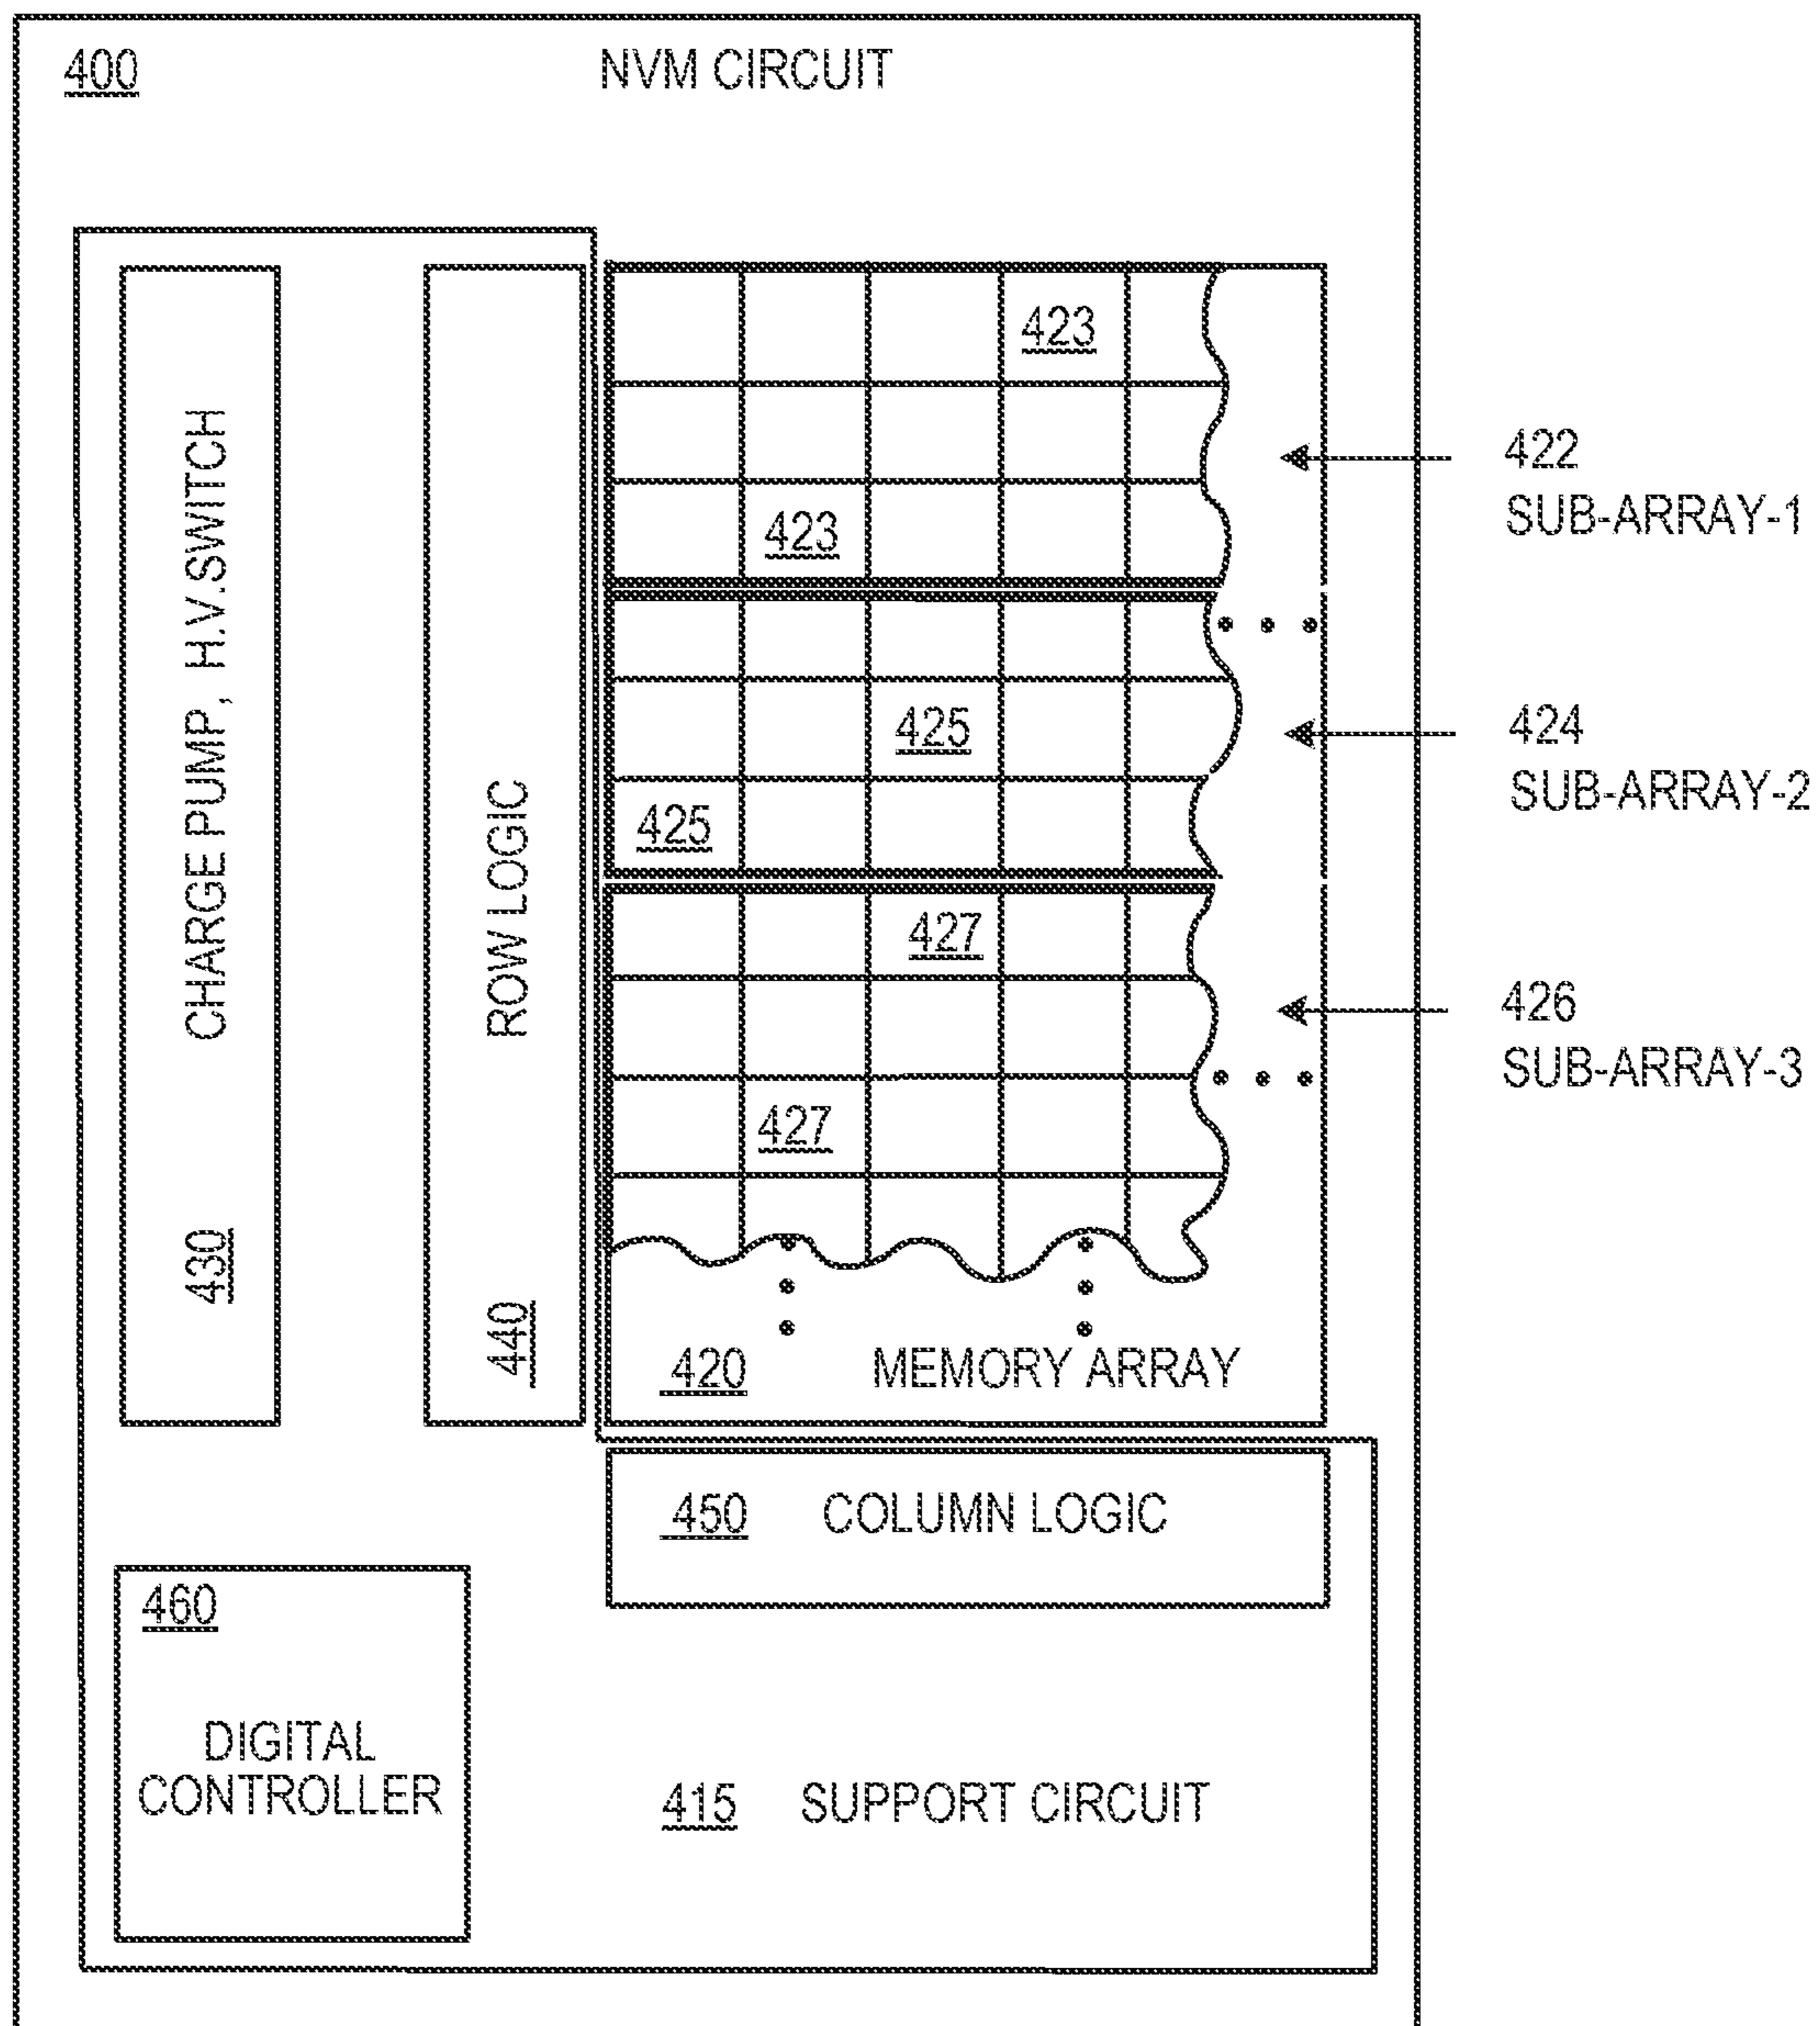 400 NVM CIRCUIT
CHARGE PUMP, H.V.SWITCH
430
ROW LOGIC
440
423
423
422
SUB-ARRAY-1
425
425
424
SUB-ARRAY-2
427
427
426
SUB-ARRAY-3
420 MEMORY ARRAY
450 COLUMN LOGIC
460
DIGITAL
CONTROLLER
415 SUPPORT CIRCUIT